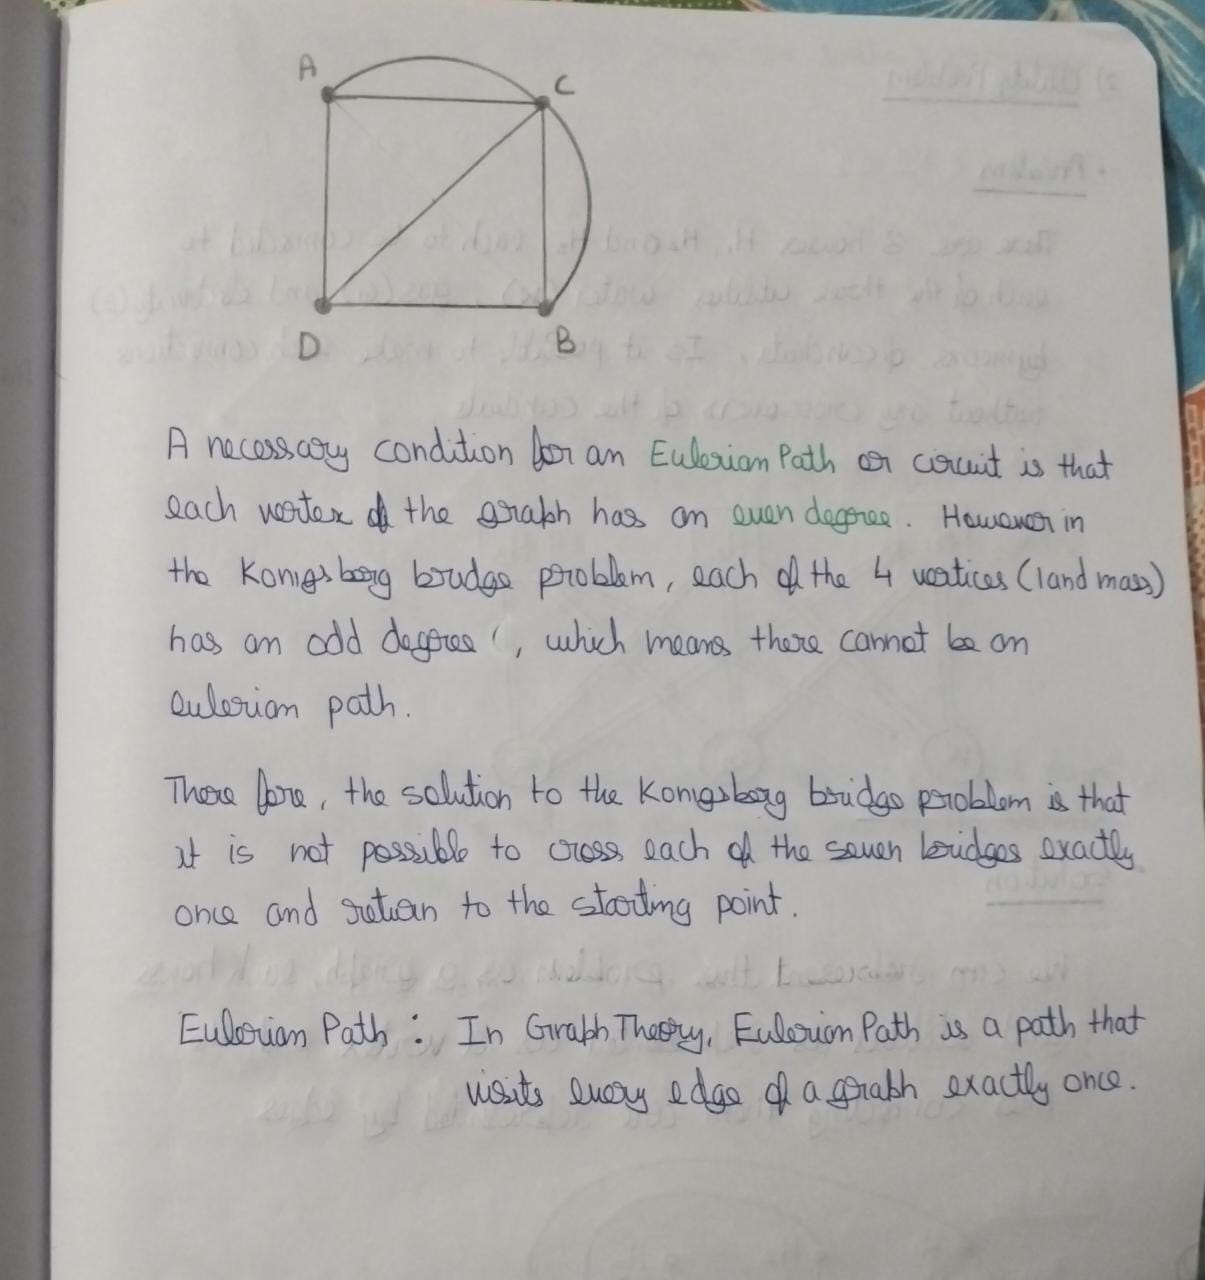 A
C
D
B
A necessary condition for an Eulerian Path or circuit is that
each vertex of the graph has an even degree. However in
the Konigsberg bridge problem, each of the 4 vertices (land mass)
has an odd degree , which means there cannot be an
eulerian path.
There fore, the solution to the Konigsberg bridge problem is that
it is not possible to cross each of the seven bridges exactly
once and return to the starting point.
Eulerian Path : In Graph Theory, Eulerian Path is a path that
visits every edge of a graph exactly once.